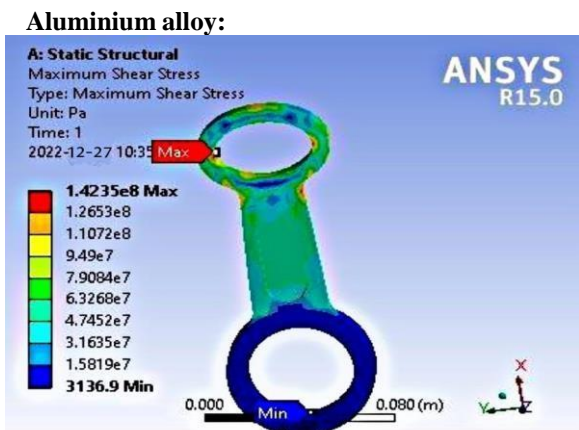 Aluminium alloy:
A: Static Structural
Maximum Shear Stress
Type: Maximum Shear Stress
Unit: Pa
Time: 1
2022-12-27 10:35
Max
ANSYS
R15.0
1.4235e8 Max
1.2653e8
1.1072e8
9.49e7
7.9084e7
6.3268e7
4.7452e7
3.1635e7
1.5819e7
3136.9 Min
0.000
Min
0.080 (m)
X
Y
Z